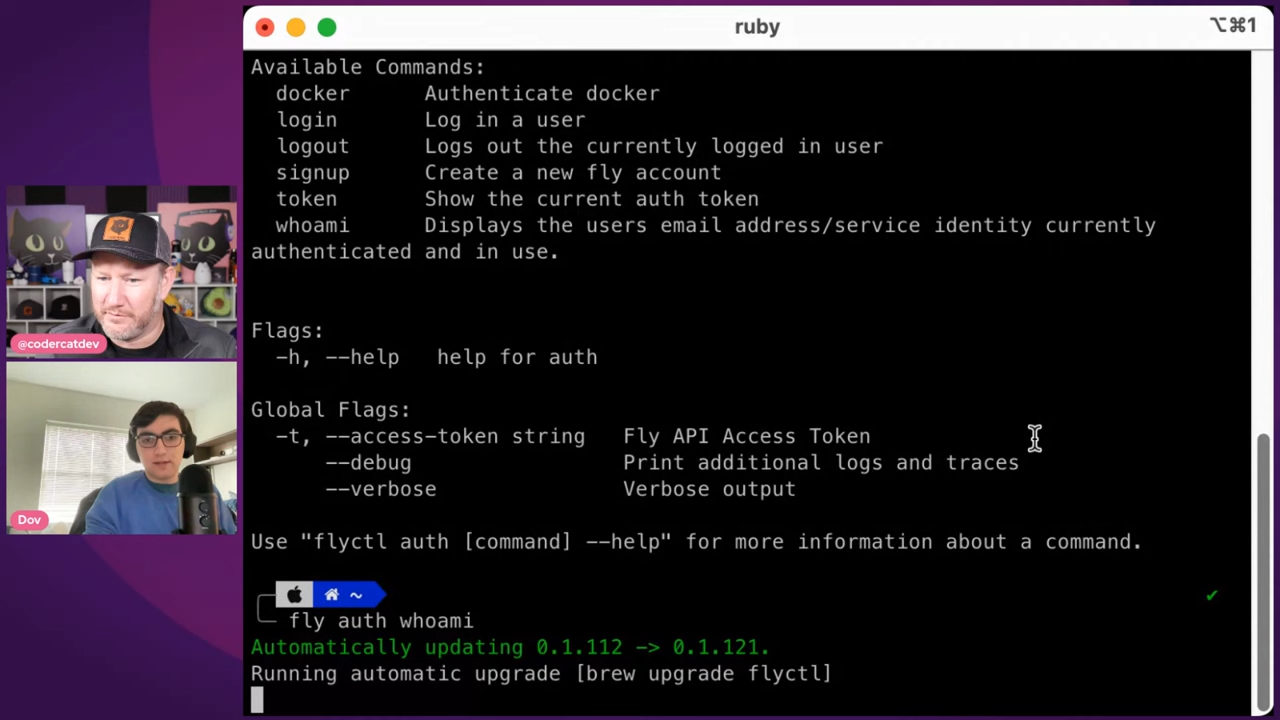 ruby
⌥⌘1
Available Commands:
docker Authenticate docker
login Log in a user
logout Logs out the currently logged in user
signup Create a new fly account
token Show the current auth token
whoami Displays the users email address/service identity currently
authenticated and in use.
Flags:
-h, --help help for auth
Global Flags:
-t, --access-token string Fly API Access Token
--debug Print additional logs and traces
--verbose Verbose output
Use "flyctl auth [command] --help" for more information about a command.
~ ✔
fly auth whoami
Automatically updating 0.1.112 -> 0.1.121.
Running automatic upgrade [brew upgrade flyctl]
@codercatdev
Dov